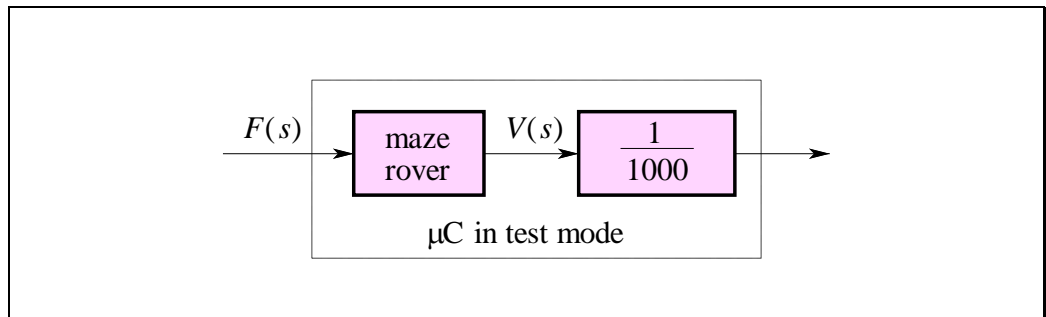 F(s)
maze
rover
V(s)
1
1000
μC in test mode